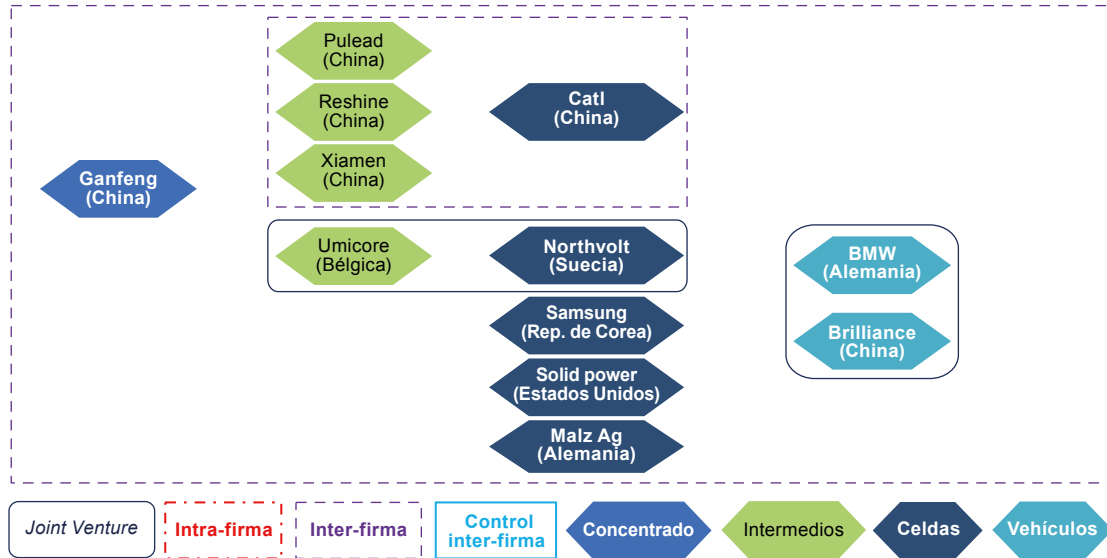 Pulead
(China)
Reshine
(China)
Catl
(China)
Xiamen
(China)
Ganfeng
(China)
Umicore
(Bélgica)
Northvolt
(Suecia)
BMW
(Alemania)
Samsung
(Rep. de Corea)
Brilliance
(China)
Solid power
(Estados Unidos)
Malz Ag
(Alemania)
Joint Venture
Intra-firma
Inter-firma
Control
inter-firma
Concentrado
Intermedios
Celdas
Vehículos